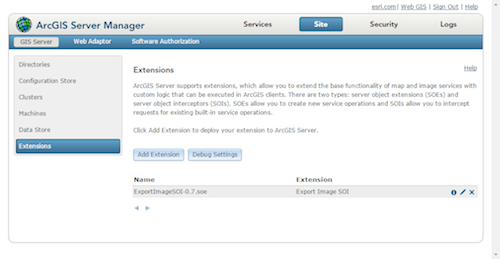 esri.com | Web GIS | Sign Out | Help
ArcGIS Server Manager
Services Site Security Logs
GIS Server Web Adaptor Software Authorization
Directories
Configuration Store
Clusters
Machines
Data Store
Extensions
Extensions
Help
ArcGIS Server supports extensions, which allow you to extend the base functionality of map and image services with
custom logic that can be executed in ArcGIS clients. There are two types: server object extensions (SOEs) and
server object interceptors (SOIs). SOEs allow you to create new service operations and SOIs allow you to intercept
requests for existing built-in service operations.
Click Add Extension to deploy your extension to ArcGIS Server.
Add Extension Debug Settings
Name Extension
ExportImageSOI-0.7.soe Export Image SOI